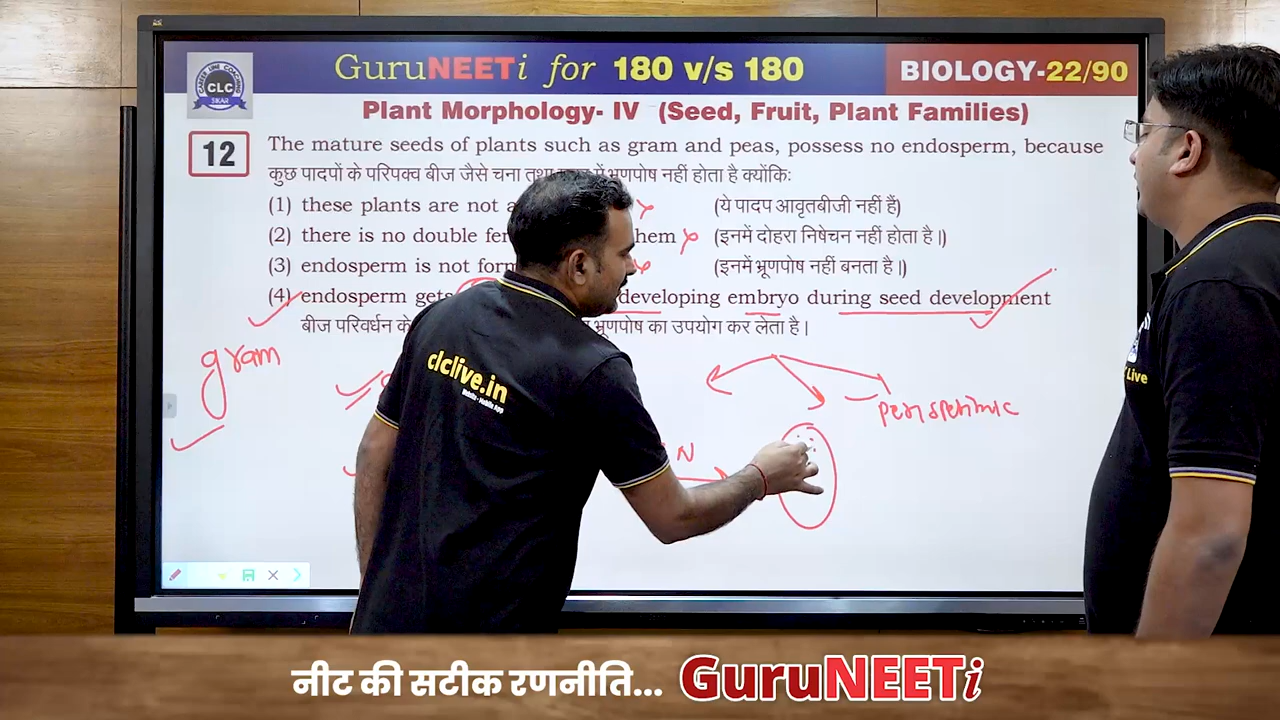 GuruNEETi for 180 v/s 180
BIOLOGY-22/90
CAREER LINE COACHING
CLC
SIKAR
Plant Morphology- IV (Seed, Fruit, Plant Families)
12
The mature seeds of plants such as gram and peas, possess no endosperm, because
कुछ पादपों के परिपक्व बीज जैसे चना तथा में भ्रूणपोष नहीं होता है क्योंकिः
(1) these plants are not (ये पादप आवृतबीजी नहीं हैं)
(2) there is no double (इनमें दोहरा निषेचन नहीं होता है।)
(3) endosperm is not (इनमें भ्रूणपोष नहीं बनता है।)
(4) endosperm gets developing embryo during seed development
बीज परिवर्धन के भ्रूणपोष का उपयोग कर लेता है।
gram
perispermic
N
clclive.in
Live
नीट की सटीक रणनीति... GuruNEETi